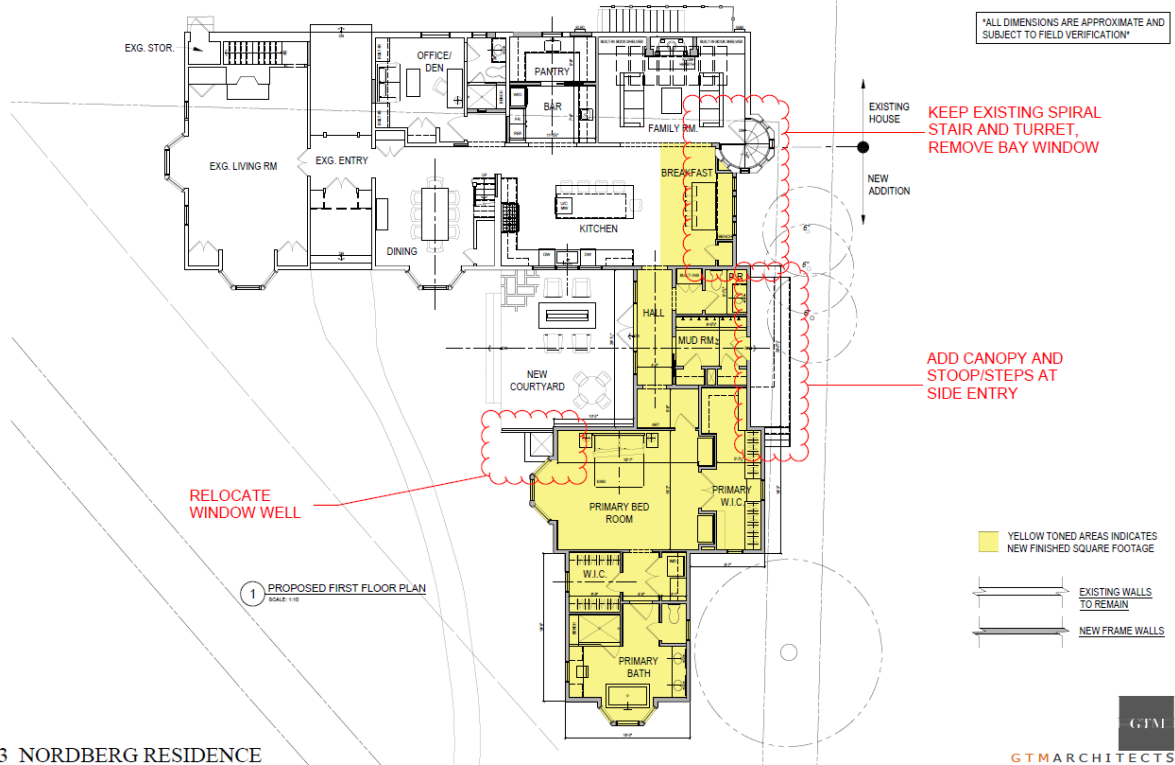 *ALL DIMENSIONS ARE APPROXIMATE AND
SUBJECT TO FIELD VERIFICATION*
EXG. STOR.
OFFICE/
DEN
PANTRY
BAR
FAMILY RM.
EXG. LIVING RM
EXG. ENTRY
BREAKFAST
KITCHEN
DINING
EXISTING
HOUSE
NEW
ADDITION
KEEP EXISTING SPIRAL
STAIR AND TURRET,
REMOVE BAY WINDOW
HALL
P.R.
MUD RM.
NEW
COURTYARD
ADD CANOPY AND
STOOP/STEPS AT
SIDE ENTRY
RELOCATE
WINDOW WELL
PRIMARY BED
ROOM
PRIMARY
W.I.C.
W.I.C.
PRIMARY
BATH
1 PROPOSED FIRST FLOOR PLAN
YELLOW TONED AREAS INDICATES
NEW FINISHED SQUARE FOOTAGE
EXISTING WALLS
TO REMAIN
NEW FRAME WALLS
3 NORDBERG RESIDENCE
GTM
GTMARCHITECTS